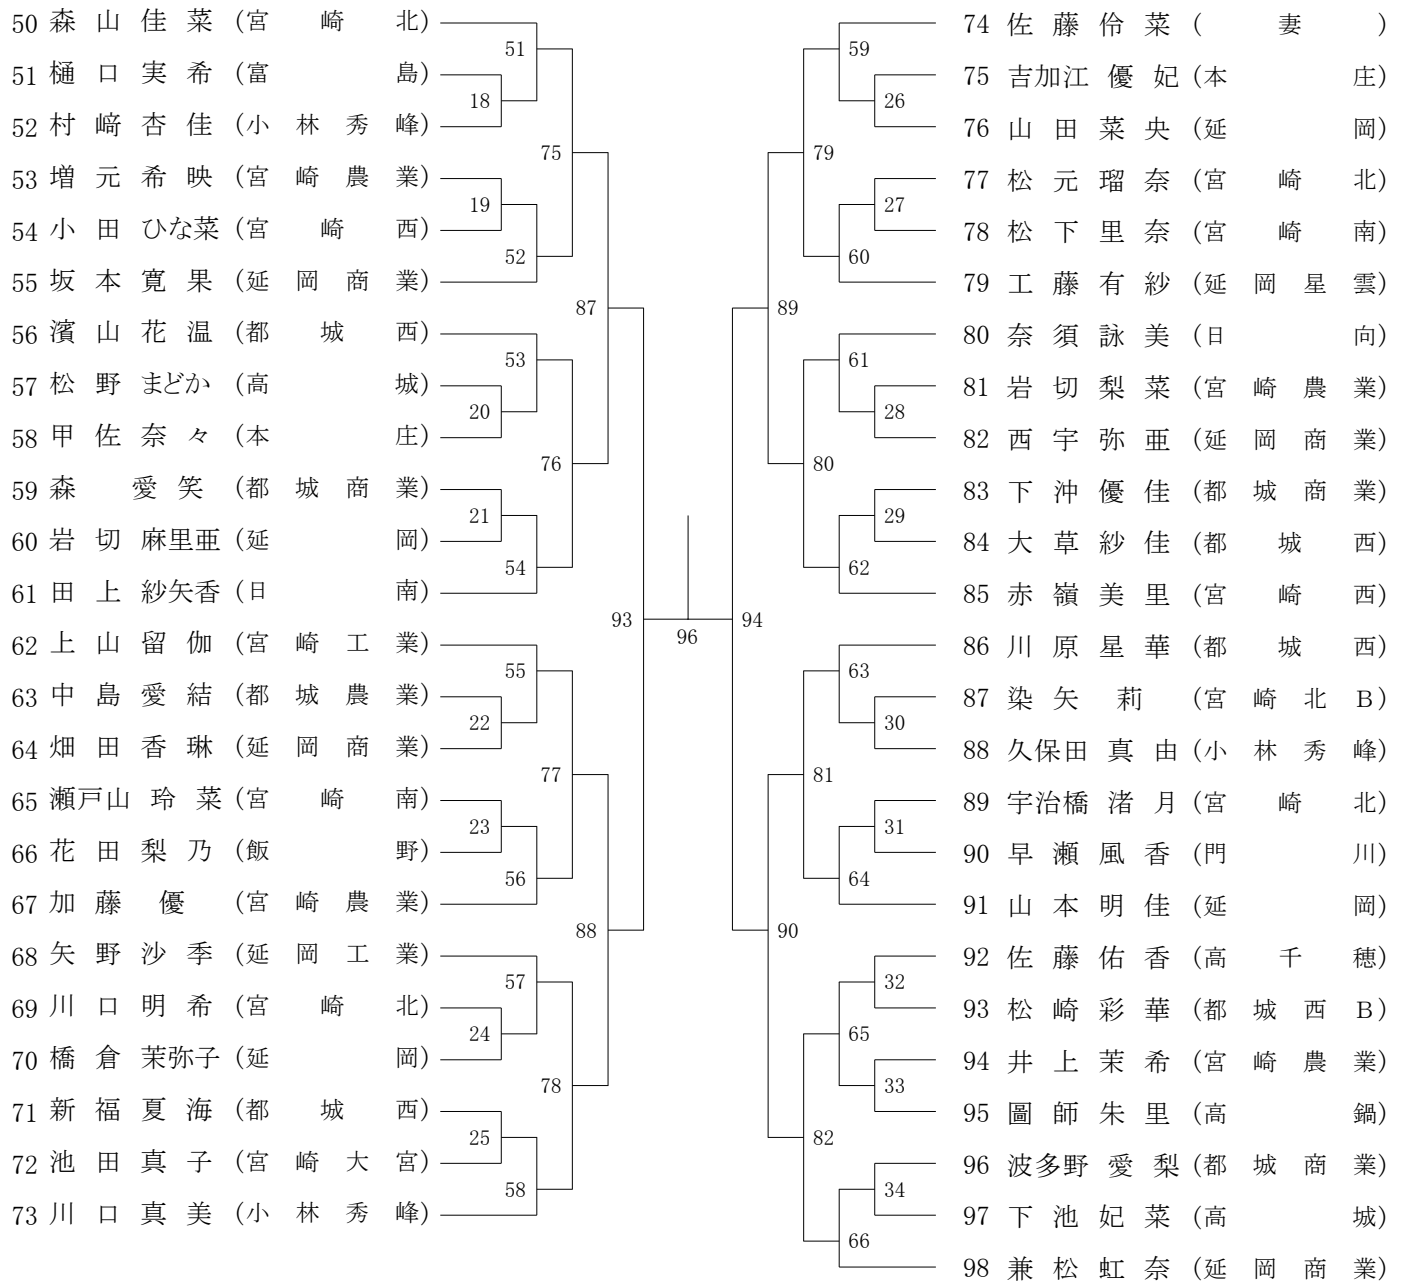 50 森 山 佳 菜 (宮 崎 北)
51 樋 口 実 希 (富 島)
52 村 﨑 杏 佳 (小 林 秀 峰)
53 増 元 希 映 (宮 崎 農 業)
54 小 田 ひな菜 (宮 崎 西)
55 坂 本 寛 果 (延 岡 商 業)
56 濱 山 花 温 (都 城 西)
57 松 野 まどか (高 城)
58 甲 佐 奈 々 (本 庄)
59 森 愛 笑 (都 城 商 業)
60 岩 切 麻里亜 (延 岡)
61 田 上 紗矢香 (日 南)
62 上 山 留 伽 (宮 崎 工 業)
63 中 島 愛 結 (都 城 農 業)
64 畑 田 香 琳 (延 岡 商 業)
65 瀬戸山 玲 菜 (宮 崎 南)
66 花 田 梨 乃 (飯 野)
67 加 藤 優 (宮 崎 農 業)
68 矢 野 沙 季 (延 岡 工 業)
69 川 口 明 希 (宮 崎 北)
70 橋 倉 茉弥子 (延 岡)
71 新 福 夏 海 (都 城 西)
72 池 田 真 子 (宮 崎 大 宮)
73 川 口 真 美 (小 林 秀 峰)
51
18
75
19
52
87
53
20
76
21
54
93
55
22
77
23
56
88
57
24
78
25
58
96
59
26
79
27
60
89
61
28
80
29
62
94
63
30
81
31
64
90
32
65
33
82
34
66
74 佐 藤 伶 菜 ( 妻 )
75 吉加江 優 妃 (本 庄)
76 山 田 菜 央 (延 岡)
77 松 元 瑠 奈 (宮 崎 北)
78 松 下 里 奈 (宮 崎 南)
79 工 藤 有 紗 (延 岡 星 雲)
80 奈 須 詠 美 (日 向)
81 岩 切 梨 菜 (宮 崎 農 業)
82 西 宇 弥 亜 (延 岡 商 業)
83 下 沖 優 佳 (都 城 商 業)
84 大 草 紗 佳 (都 城 西)
85 赤 嶺 美 里 (宮 崎 西)
86 川 原 星 華 (都 城 西)
87 染 矢 莉 (宮 崎 北 B)
88 久保田 真 由 (小 林 秀 峰)
89 宇治橋 渚 月 (宮 崎 北)
90 早 瀬 風 香 (門 川)
91 山 本 明 佳 (延 岡)
92 佐 藤 佑 香 (高 千 穂)
93 松 崎 彩 華 (都 城 西 B)
94 井 上 茉 希 (宮 崎 農 業)
95 圖 師 朱 里 (高 鍋)
96 波多野 愛 梨 (都 城 商 業)
97 下 池 妃 菜 (高 城)
98 兼 松 虹 奈 (延 岡 商 業)